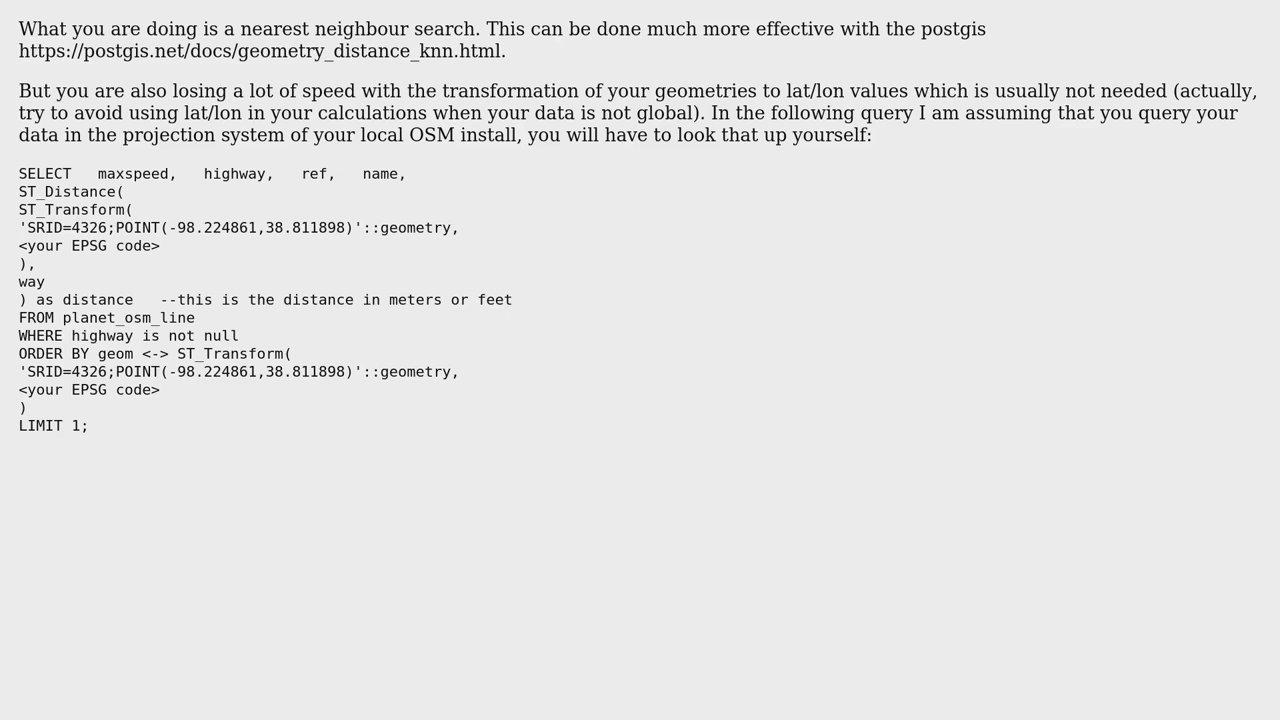 What you are doing is a nearest neighbour search. This can be done much more effective with the postgis
https://postgis.net/docs/geometry_distance_knn.html.
But you are also losing a lot of speed with the transformation of your geometries to lat/lon values which is usually not needed (actually,
try to avoid using lat/lon in your calculations when your data is not global). In the following query I am assuming that you query your
data in the projection system of your local OSM install, you will have to look that up yourself:
SELECT   maxspeed,   highway,   ref,   name,
ST_Distance(
ST_Transform(
'SRID=4326;POINT(-98.224861,38.811898)'::geometry,
<your EPSG code>
),
way
) as distance   --this is the distance in meters or feet
FROM planet_osm_line
WHERE highway is not null
ORDER BY geom <-> ST_Transform(
'SRID=4326;POINT(-98.224861,38.811898)'::geometry,
<your EPSG code>
)
LIMIT 1;